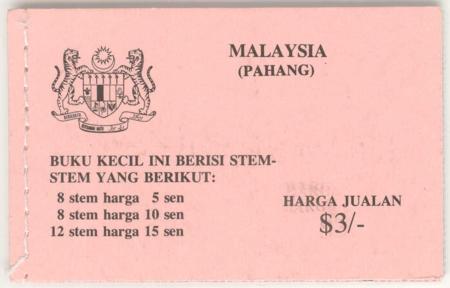 MALAYSIA
(PAHANG)
BUKU KECIL INI BERISI STEM-
STEM YANG BERIKUT:
8 stem harga 5 sen
8 stem harga 10 sen
12 stem harga 15 sen
HARGA JUALAN
$3/-